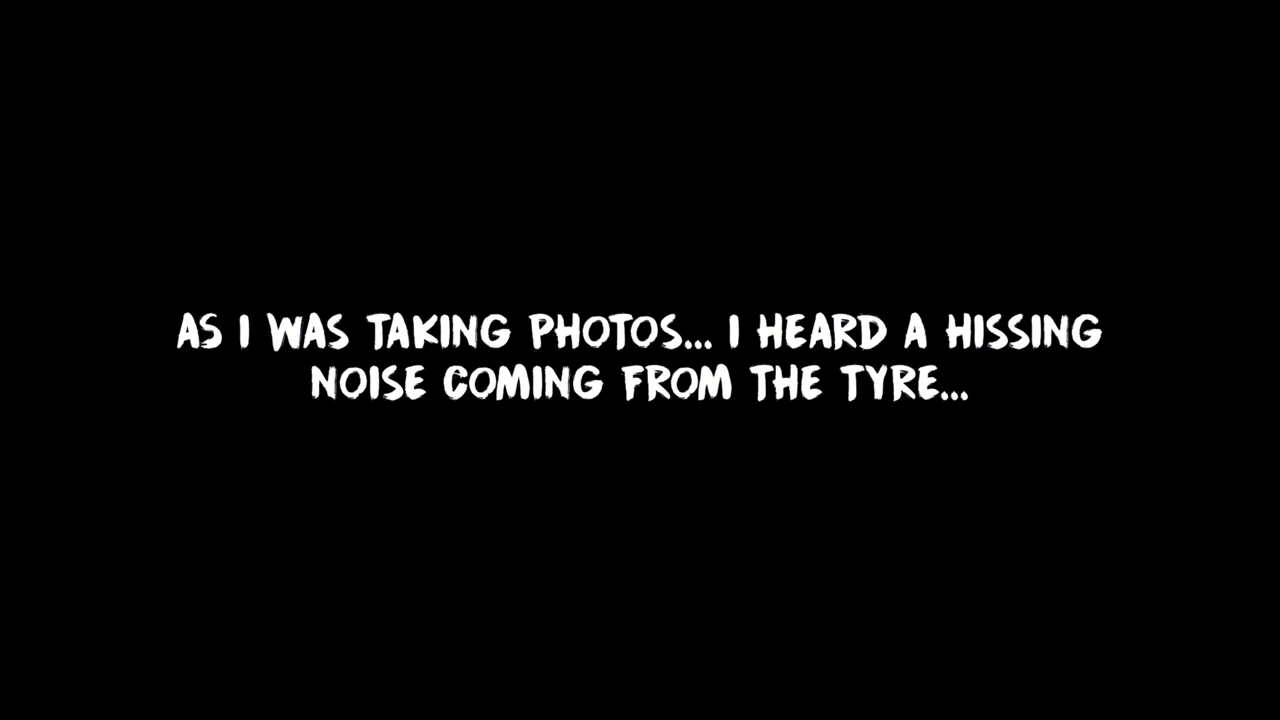 AS I WAS TAKING PHOTOS... I HEARD A HISSING
NOISE COMING FROM THE TYRE...